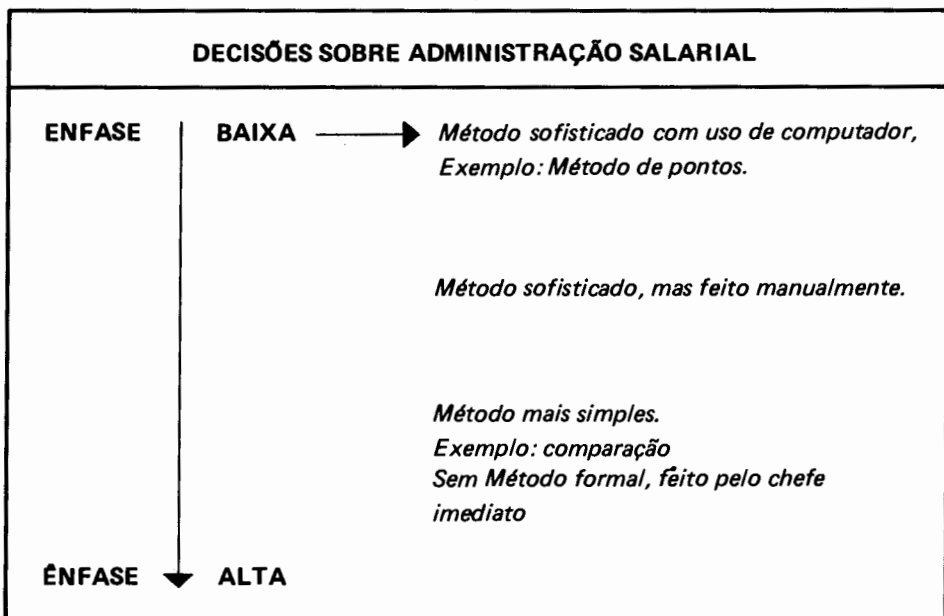 DECISÕES SOBRE ADMINISTRAÇÃO SALARIAL
ENFASE BAIXA Método sofisticado com uso de computador,
Exemplo: Método de pontos.
Método sofisticado, mas feito manualmente.
Método mais simples.
Exemplo: comparação
Sem Método formal, feito pelo chefe
imediato
ÊNFASE ALTA